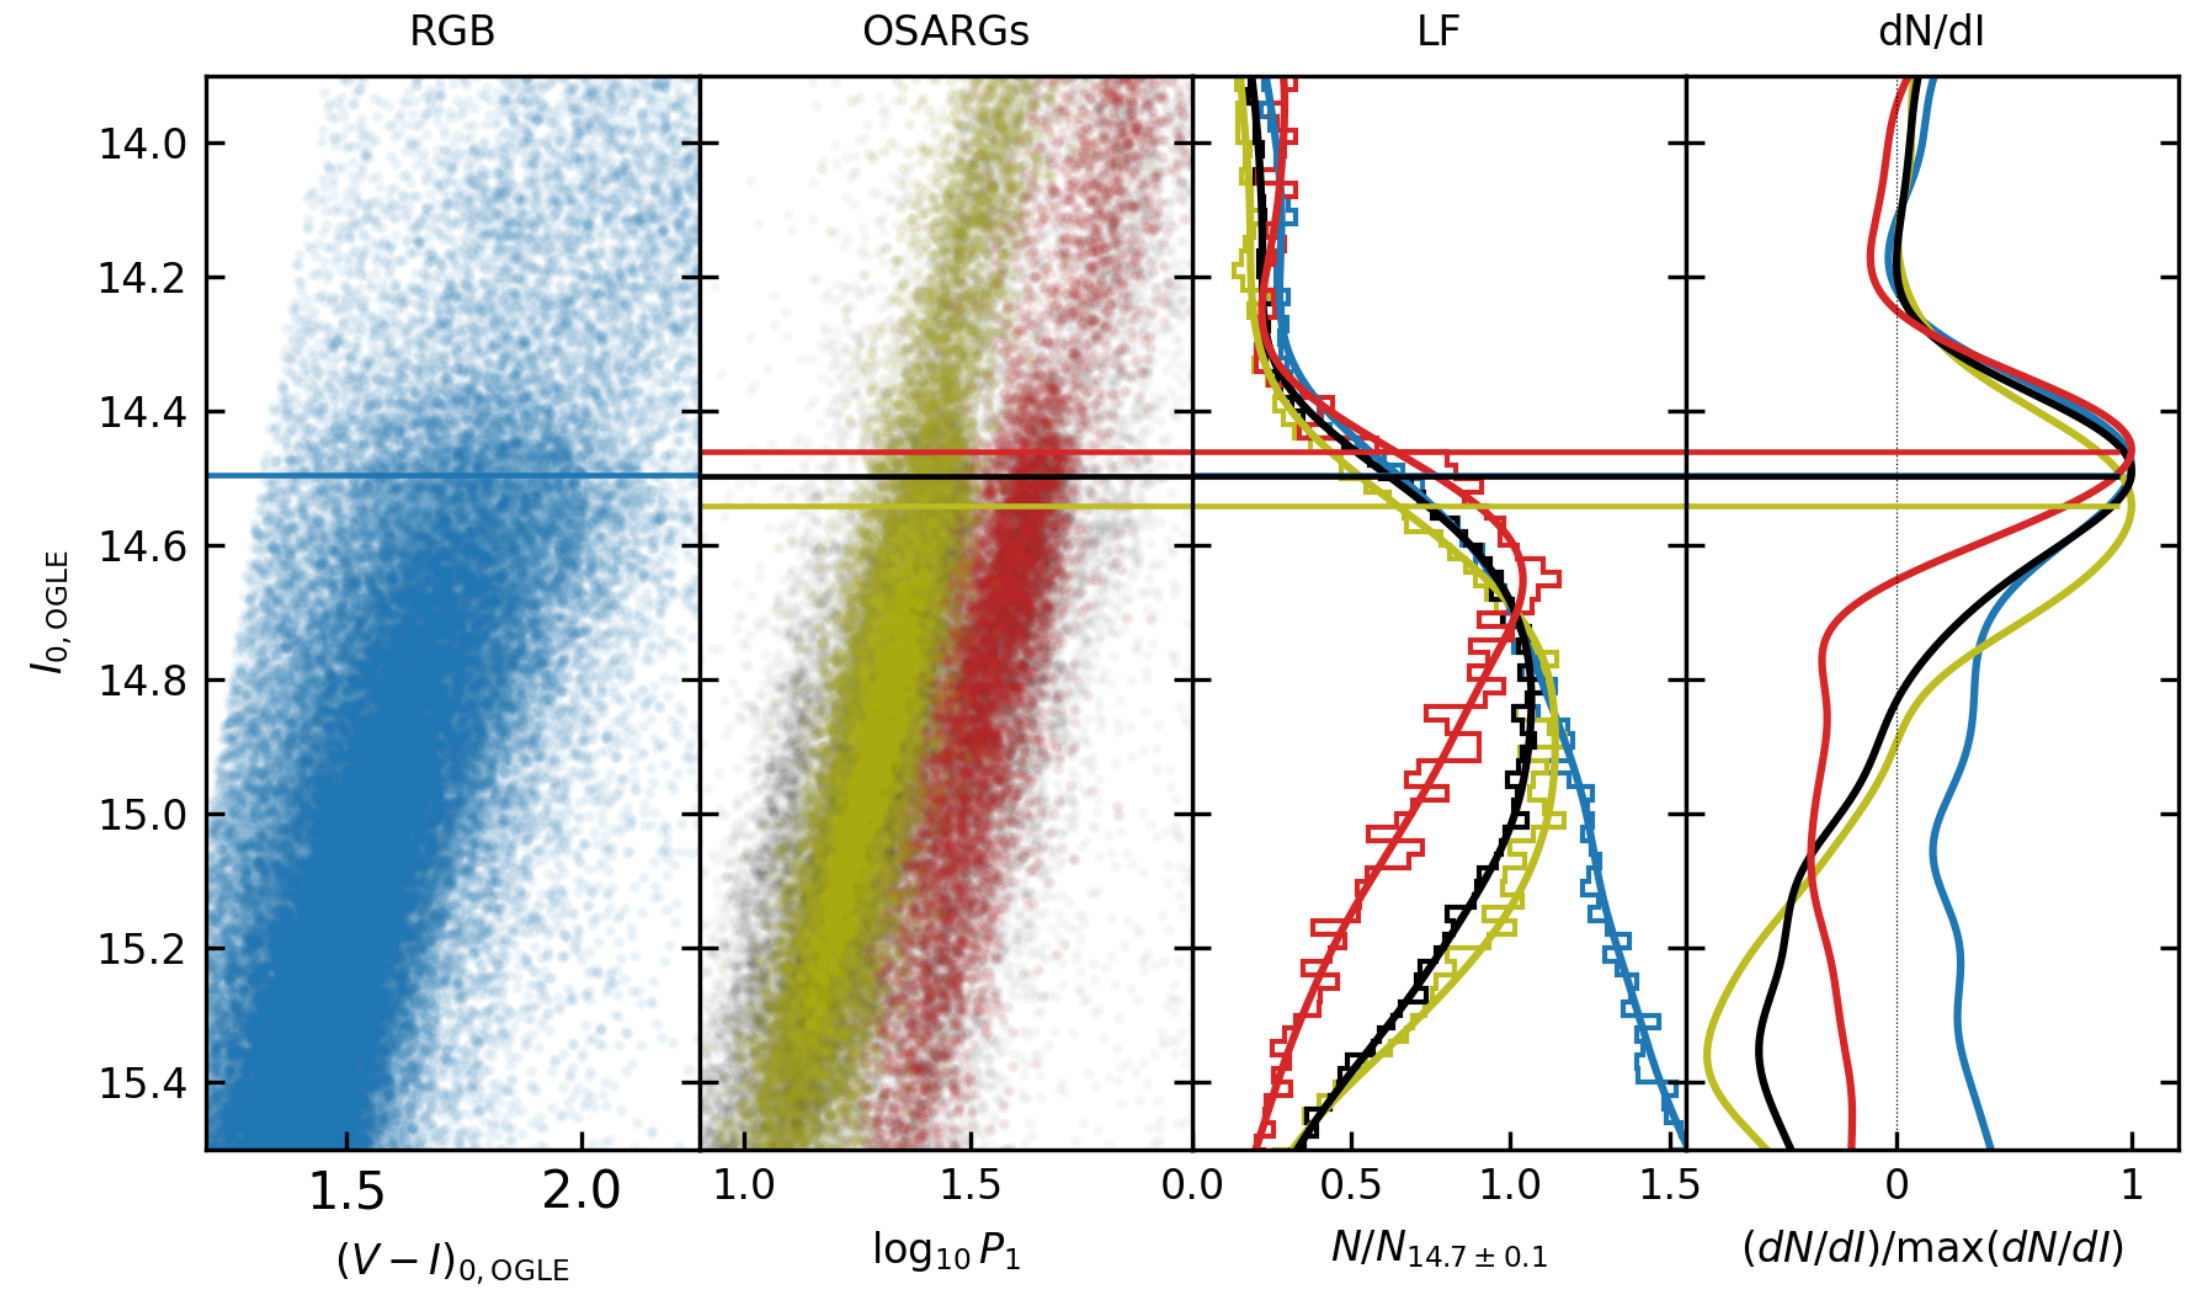 RGB OSARGs LF dN/dI
14.0
14.2
14.4
14.6
14.8
15.0
15.2
15.4
I0, OGLE
1.5 2.0 1.0 1.5 0.0 0.5 1.0 1.5 0 1
(V − I)0, OGLE log10 P1 N/N14.7 ± 0.1 (dN/dI)/max(dN/dI)